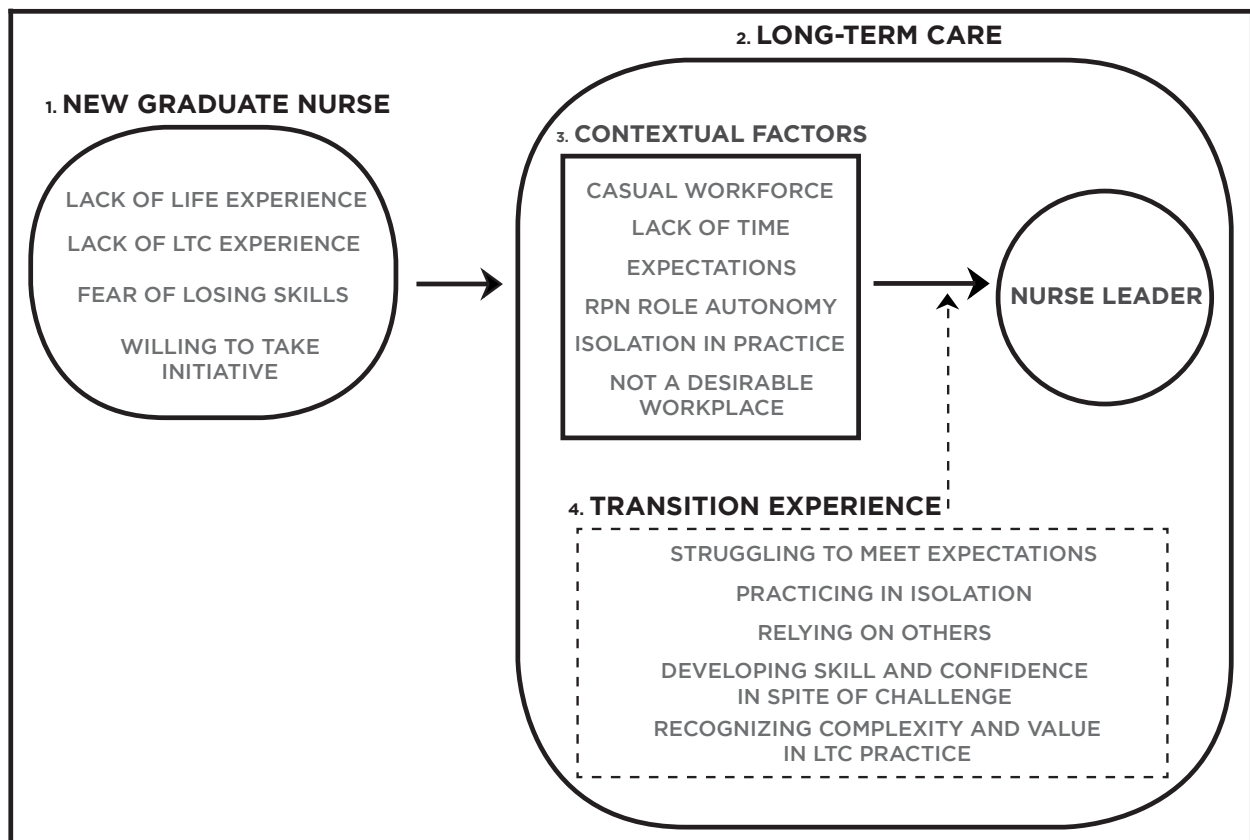 2. LONG-TERM CARE
1. NEW GRADUATE NURSE
LACK OF LIFE EXPERIENCE
LACK OF LTC EXPERIENCE
FEAR OF LOSING SKILLS
WILLING TO TAKE
INITIATIVE
3. CONTEXTUAL FACTORS
CASUAL WORKFORCE
LACK OF TIME
EXPECTATIONS
RPN ROLE AUTONOMY
ISOLATION IN PRACTICE
NOT A DESIRABLE
WORKPLACE
NURSE LEADER
4. TRANSITION EXPERIENCE
STRUGGLING TO MEET EXPECTATIONS
PRACTICING IN ISOLATION
RELYING ON OTHERS
DEVELOPING SKILL AND CONFIDENCE
IN SPITE OF CHALLENGE
RECOGNIZING COMPLEXITY AND VALUE
IN LTC PRACTICE